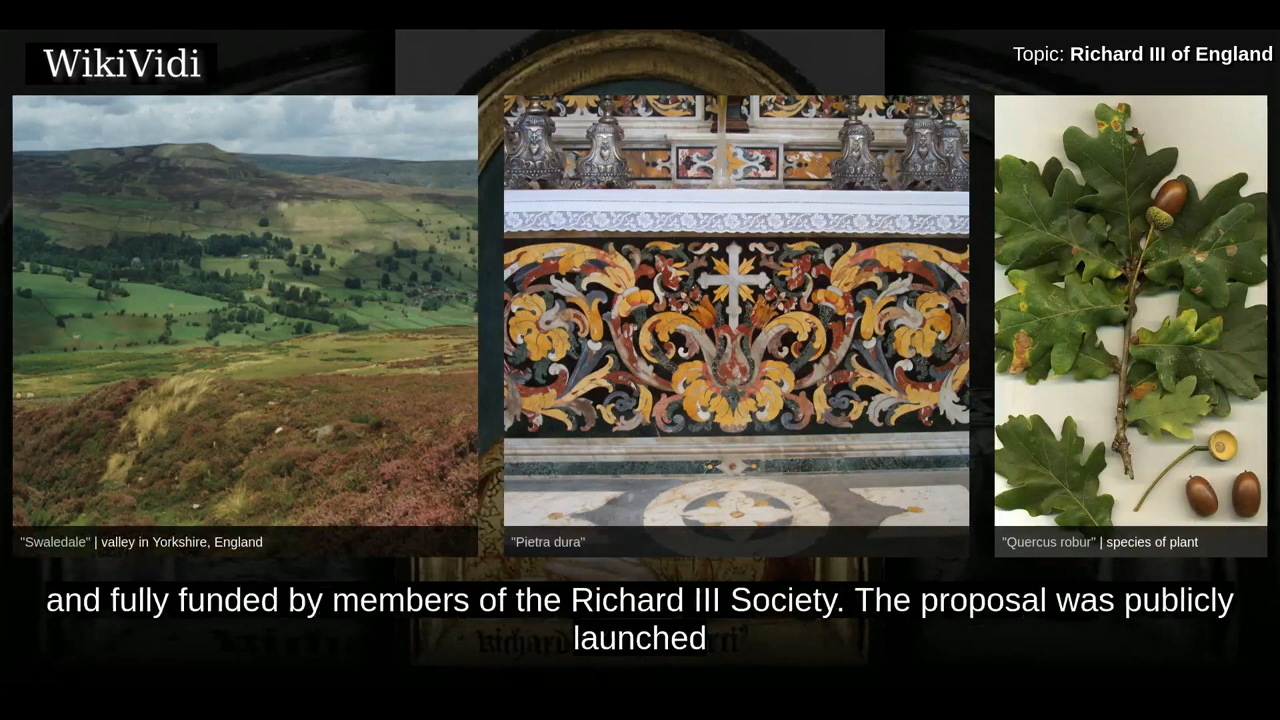 WikiVidi
Topic: Richard III of England
"Swaledale" | valley in Yorkshire, England
"Pietra dura"
"Quercus robur" | species of plant
and fully funded by members of the Richard III Society. The proposal was publicly
launched